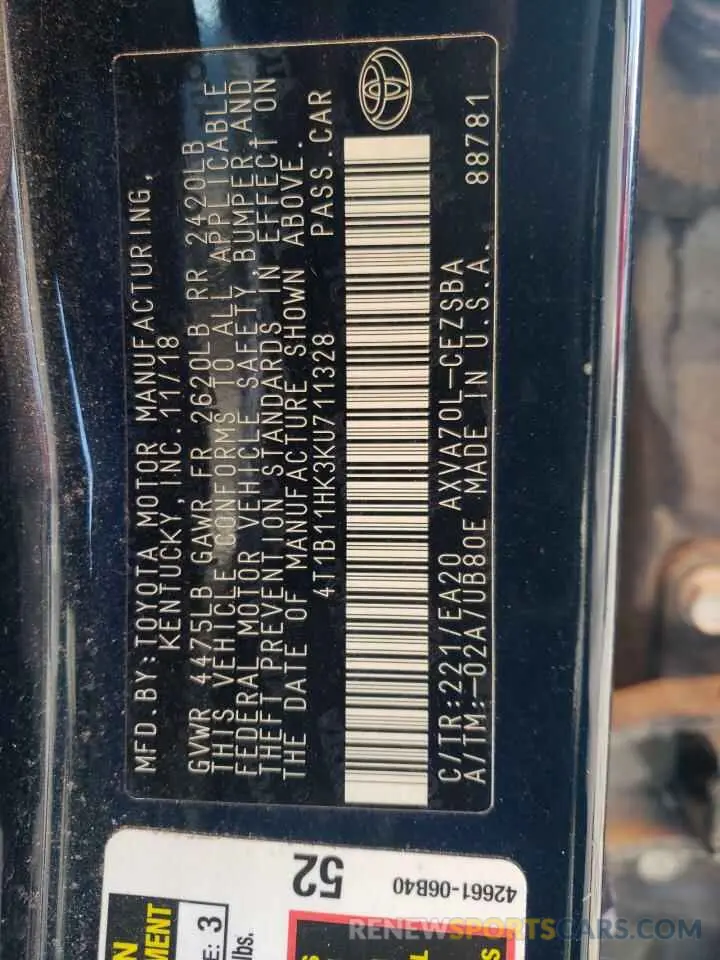 MFD.BY:TOYOTA MOTOR MANUFACTURING,
KENTUCKY, INC. 11/18
GVWR 4475LB GAWR FR 2620LB RR 2420LB
THIS VEHICLE CONFORMS TO ALL APPLICABLE
FEDERAL MOTOR VEHICLE SAFETY, BUMPER, AND
THEFT PREVENTION STANDARDS IN EFFECT ON
THE DATE OF MANUFACTURE SHOWN ABOVE.
4T1B11HK3KU711328 PASS.CAR
C/TR:221/EA20 AXVA70L-CEZSBA
A/TM:-02A/UB80E MADE IN U.S.A. 88781
52
42661-06B40
3
lbs.
RENEWSPORTSCARS.COM